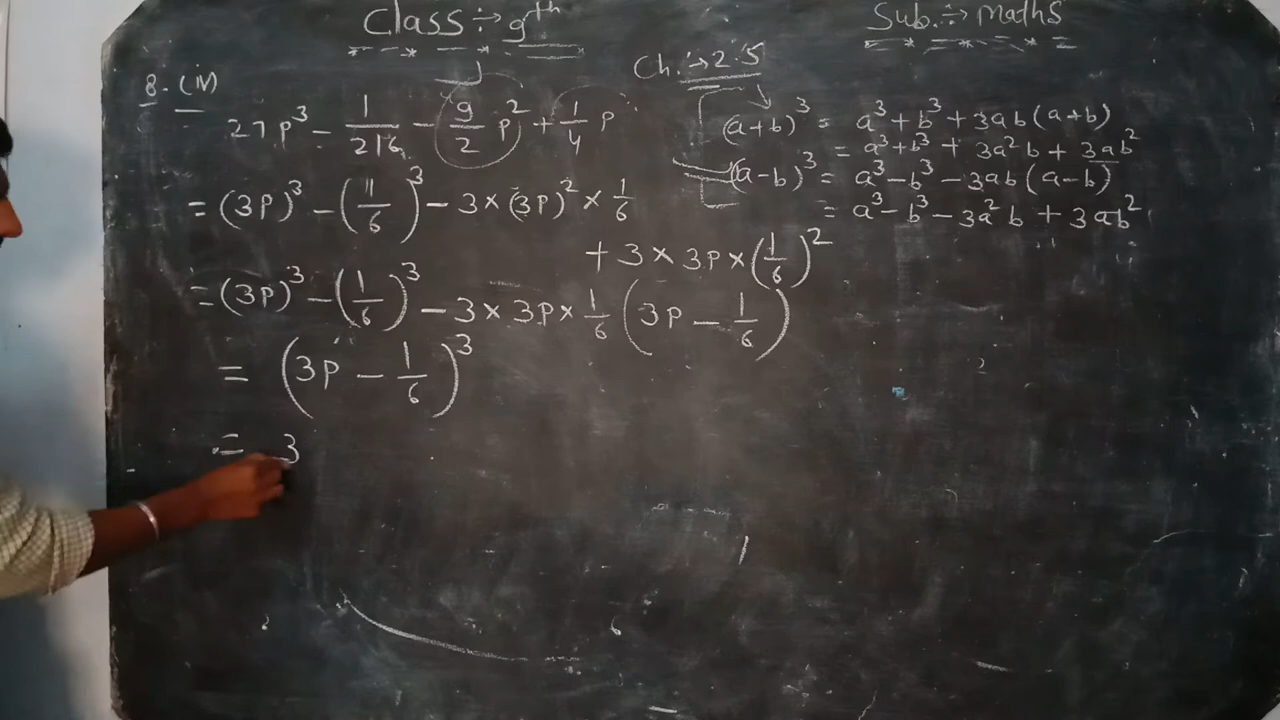 Class :→ 9th
Sub. :→ Maths
Ch. :→ 2.5
8. (iv)
27p³ - 1/216 - 9/2 p² + 1/4 p
= (3p)³ - (1/6)³ - 3 × (3p)² × 1/6
+ 3 × 3p × (1/6)²
= (3p)³ - (1/6)³ - 3 × 3p × 1/6 (3p - 1/6)
= (3p - 1/6)³
= 3
(a+b)³ = a³ + b³ + 3ab(a+b)
= a³ + b³ + 3a²b + 3ab²
(a-b)³ = a³ - b³ - 3ab(a-b)
= a³ - b³ - 3a²b + 3ab²